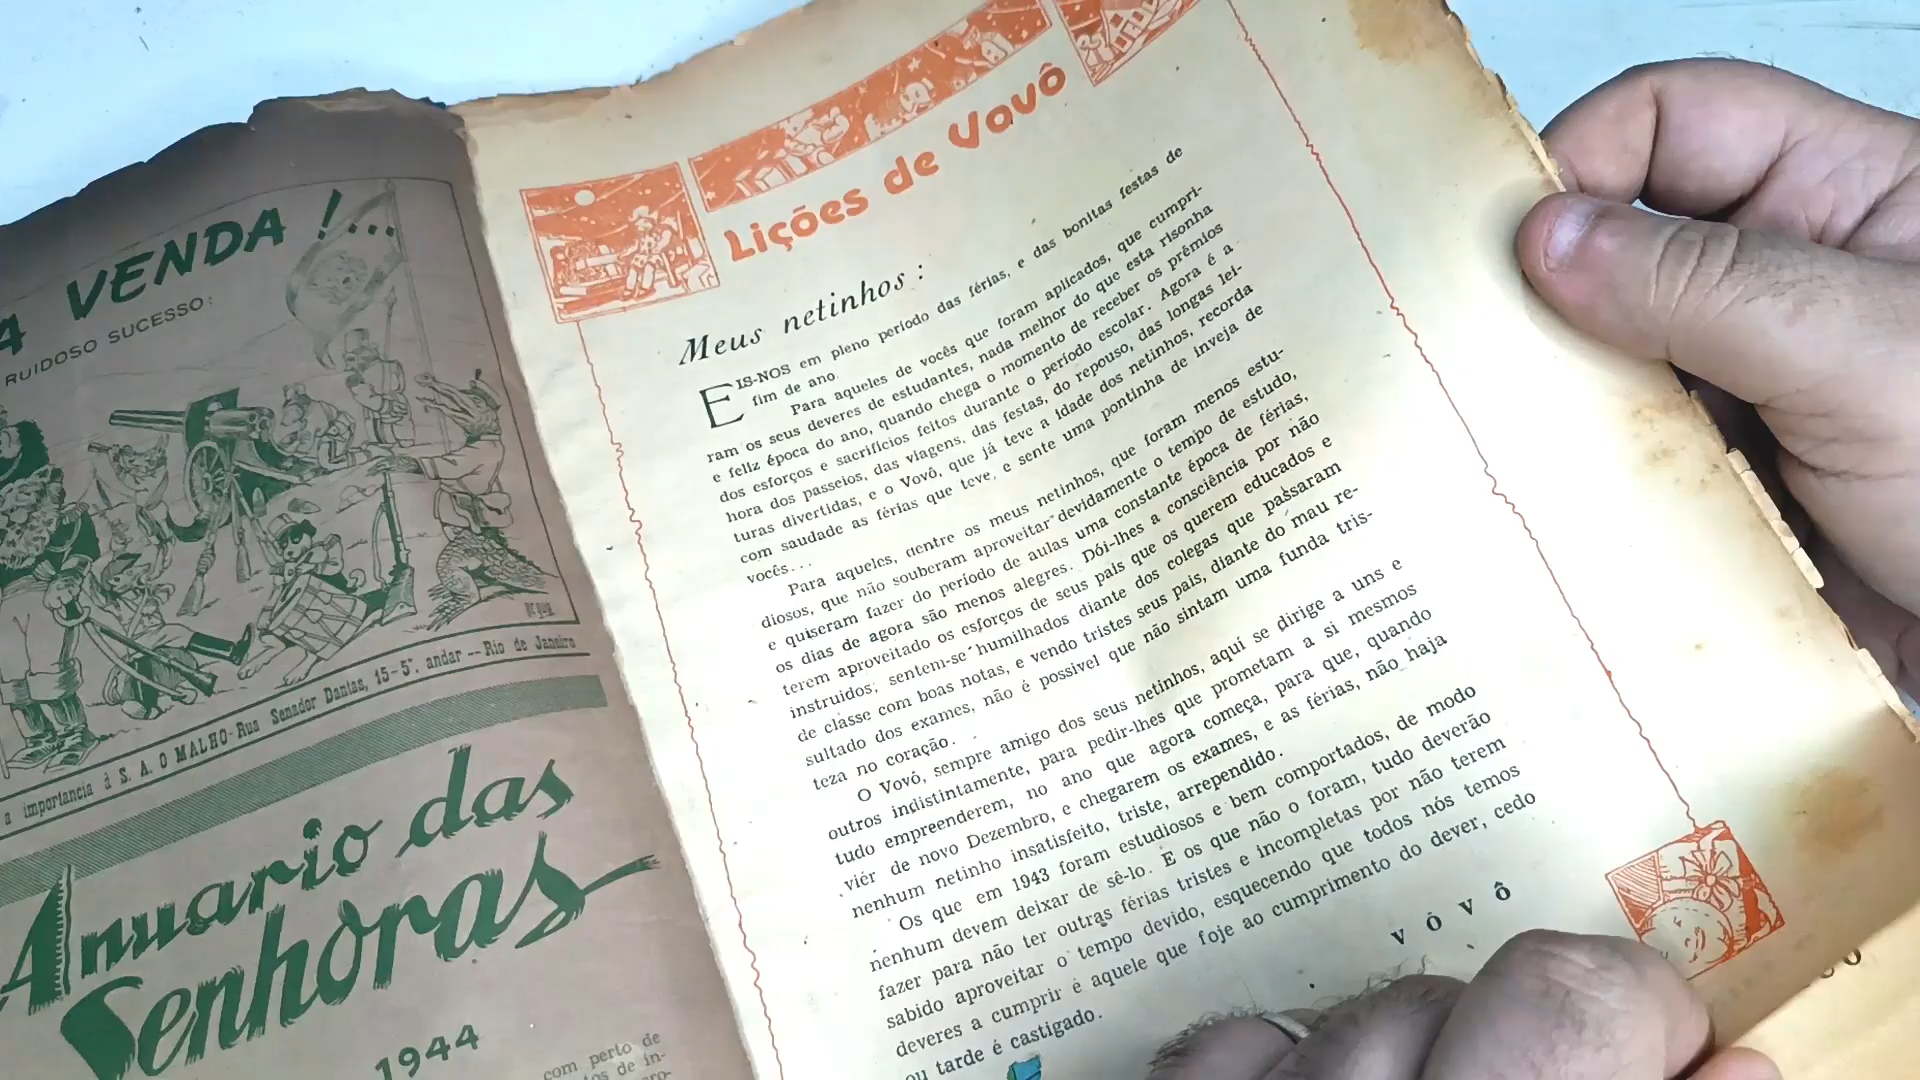 A VENDA !...
RUIDOSO SUCESSO:
a importancia à S. A. O MALHO-Rua Senador Dantas, 15-5º. andar -- Rio de Janeiro
Anuario das
Senhoras
1944
com perto de
os de in-
Lições de Vovô
Meus netinhos :
EIS-NOS em pleno período das férias, e das bonitas festas de
fim de ano.
Para aqueles de vocês que foram aplicados, que cumpri-
ram os seus deveres de estudantes, nada melhor do que esta risonha
e feliz época do ano, quando chega o momento de receber os prêmios
dos esforços e sacrifícios feitos durante o período escolar. Agora é a
hora dos passeios, das viagens, das festas, do repouso, das longas lei-
turas divertidas, e o Vovô, que já teve a idade dos netinhos, recorda
com saudade as férias que teve, e sente uma pontinha de inveja de
vocês...
Para aqueles, dentre os meus netinhos, que foram menos estu-
diosos, que não souberam aproveitar devidamente o tempo de estudo,
e quiseram fazer do período de aulas uma constante época de férias,
os dias de agora são menos alegres. Dói-lhes a consciência por não
terem aproveitado os esforços de seus pais que os querem educados e
instruidos; sentem-se humilhados diante dos colegas que passaram
de classe com boas notas, e vendo tristes seus pais, diante do mau re-
sultado dos exames, não é possivel que não sintam uma funda tris-
teza no coração.
O Vovô, sempre amigo dos seus netinhos, aquí se dirige a uns e
outros indistintamente, para pedir-lhes que prometam a si mesmos
tudo empreenderem, no ano que agora começa, para que, quando
viér de novo Dezembro, e chegarem os exames, e as férias, não haja
nenhum netinho insatisfeito, triste, arrependido.
Os que em 1943 foram estudiosos e bem comportados, de modo
nenhum devem deixar de sê-lo. E os que não o foram, tudo deverão
fazer para não ter outras férias tristes e incompletas por não terem
sabido aproveitar o tempo devido, esquecendo que todos nós temos
deveres a cumprir é aquele que foje ao cumprimento do dever, cedo
ou tarde é castigado.
V Ó V Ô